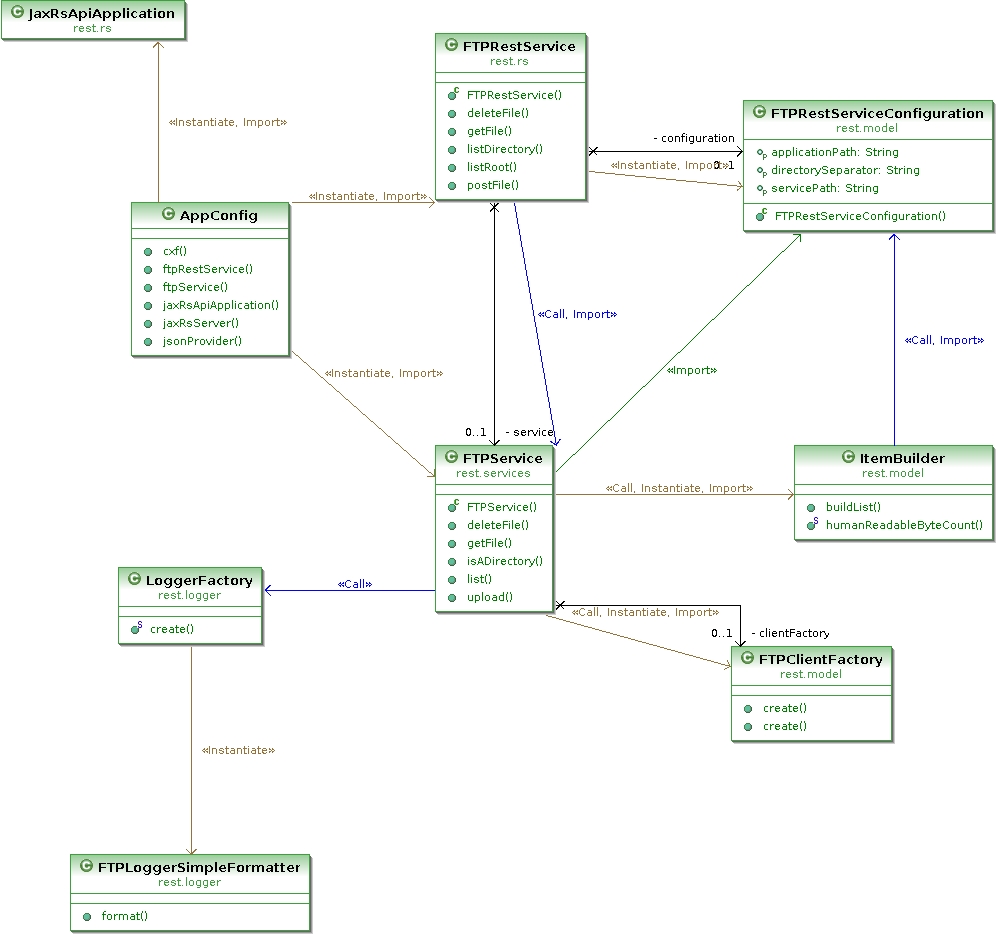 JaxRsApiApplication
rest.rs
«Instantiate, Import»
FTPRestService
rest.rs
FTPRestService()
deleteFile()
getFile()
listDirectory()
listRoot()
postFile()
- configuration
0..1
«Instantiate, Import»
FTPRestServiceConfiguration
rest.model
applicationPath: String
directorySeparator: String
servicePath: String
FTPRestServiceConfiguration()
«Instantiate, Import»
AppConfig
cxf()
ftpRestService()
ftpService()
jaxRsApiApplication()
jaxRsServer()
jsonProvider()
«Instantiate, Import»
«Call, Import»
«Import»
«Call, Import»
0..1
- service
FTPService
rest.services
FTPService()
deleteFile()
getFile()
isADirectory()
list()
upload()
«Call, Instantiate, Import»
ItemBuilder
rest.model
buildList()
humanReadableByteCount()
«Call»
LoggerFactory
rest.logger
create()
«Call, Instantiate, Import»
0..1
- clientFactory
FTPClientFactory
rest.model
create()
create()
«Instantiate»
FTPLoggerSimpleFormatter
rest.logger
format()